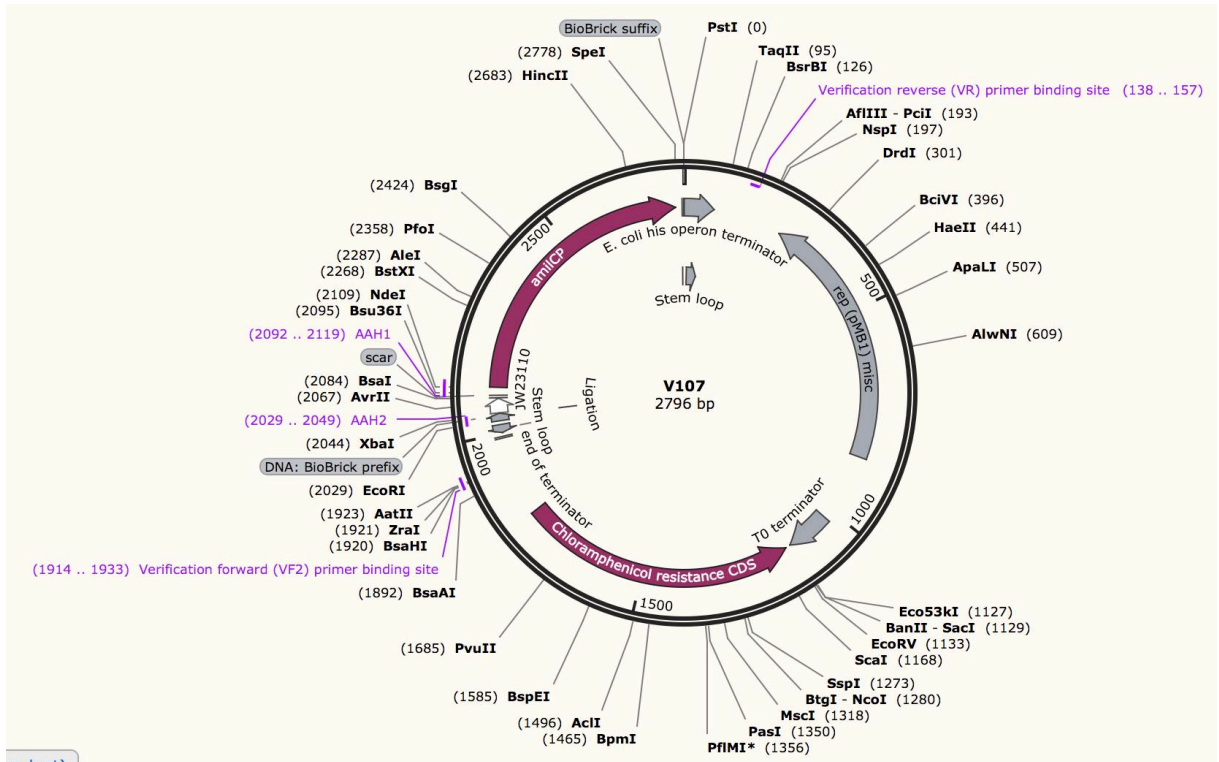 BioBrick suffix
PstI (0)
(2778) SpeI
(2683) HincII
TaqII (95)
BsrBI (126)
Verification reverse (VR) primer binding site (138 .. 157)
AflIII - PciI (193)
NspI (197)
DrdI (301)
BciVI (396)
HaeII (441)
ApaLI (507)
AlwNI (609)
(2424) BsgI
(2358) PfoI
(2287) AleI
(2268) BstXI
(2109) NdeI
(2095) Bsu36I
(2092 .. 2119) AAH1
scar
(2084) BsaI
(2067) AvrII
(2029 .. 2049) AAH2
(2044) XbaI
DNA: BioBrick prefix
(2029) EcoRI
(1923) AatII
(1921) ZraI
(1920) BsaHI
(1914 .. 1933) Verification forward (VF2) primer binding site
(1892) BsaAI
(1685) PvuII
(1585) BspEI
(1496) AclI
(1465) BpmI
Eco53kI (1127)
BanII - SacI (1129)
EcoRV (1133)
ScaI (1168)
SspI (1273)
BtgI - NcoI (1280)
MscI (1318)
PasI (1350)
PflMI* (1356)
2500
500
2000
1000
1500
amilCP
E. coli his operon terminator
Stem loop
rep (pMB1) misc
V107
2796 bp
JW23110
Stem loop
Ligation
end of terminator
T0 terminator
Chloramphenicol resistance CDS